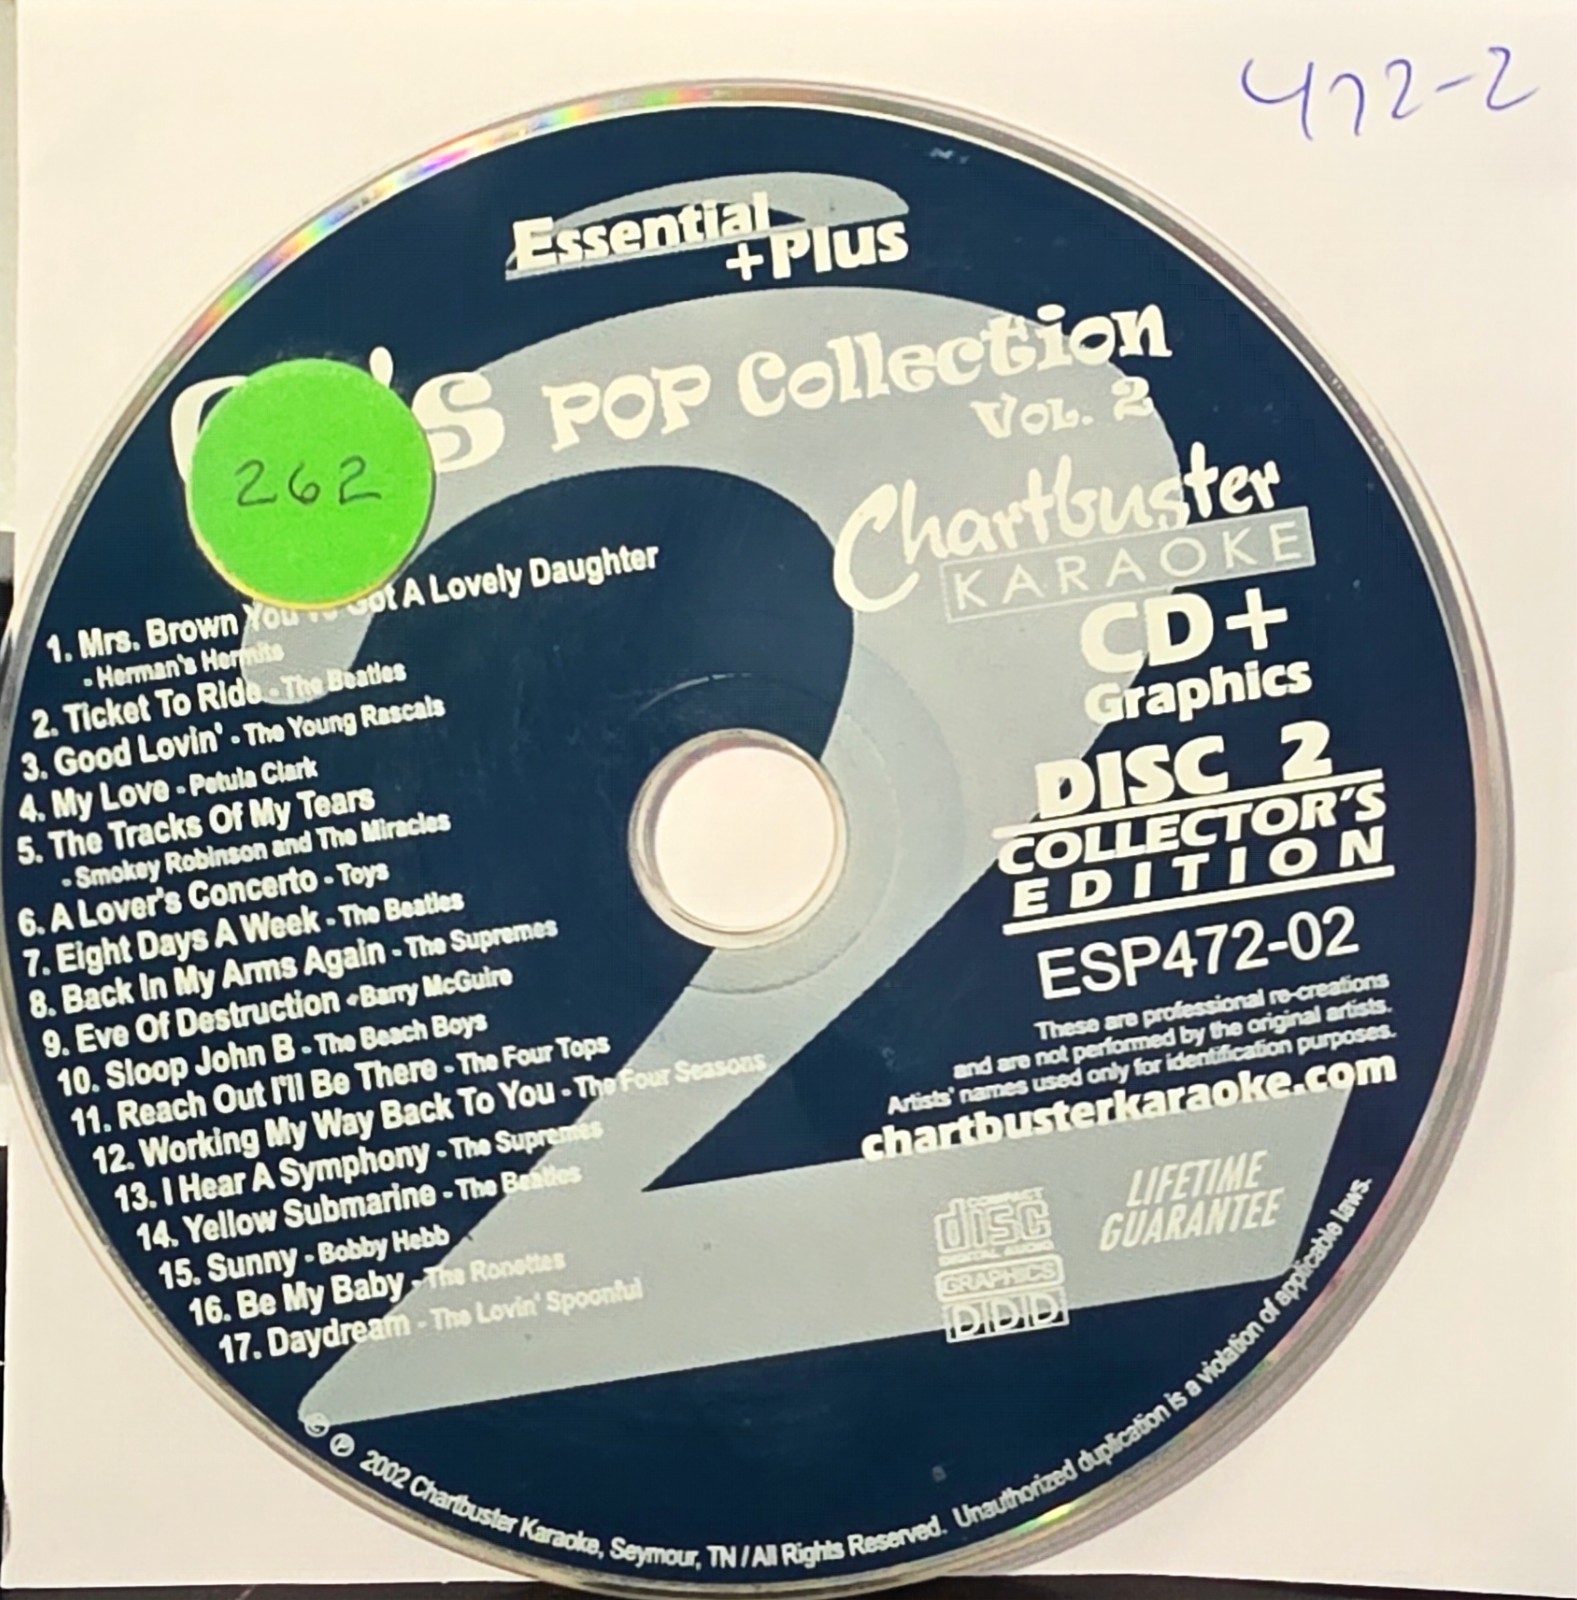 472-2
Essential
+Plus
's POP Collection
Vol. 2
262
Chartbuster
KARAOKE
CD+
Graphics
DISC 2
COLLECTOR'S
EDITION
ESP472-02
These are professional re-creations
and are not performed by the original artists.
Artists' names used only for identification purposes.
chartbusterkaraoke.com
1. Mrs. Brown You've Got A Lovely Daughter
- Herman's Hermits
2. Ticket To Ride - The Beatles
3. Good Lovin' - The Young Rascals
4. My Love - Petula Clark
5. The Tracks Of My Tears
- Smokey Robinson and The Miracles
6. A Lover's Concerto - Toys
7. Eight Days A Week - The Beatles
8. Back In My Arms Again - The Supremes
9. Eve Of Destruction - Barry McGuire
10. Sloop John B - The Beach Boys
11. Reach Out I'll Be There - The Four Tops
12. Working My Way Back To You - The Four Seasons
13. I Hear A Symphony - The Supremes
14. Yellow Submarine - The Beatles
15. Sunny - Bobby Hebb
16. Be My Baby - The Ronettes
17. Daydream - The Lovin' Spoonful
COMPACT
disc
DIGITAL AUDIO
GRAPHICS
DDD
LIFETIME
GUARANTEE
© ℗ 2002 Chartbuster Karaoke, Seymour, TN / All Rights Reserved. Unauthorized duplication is a violation of applicable laws.